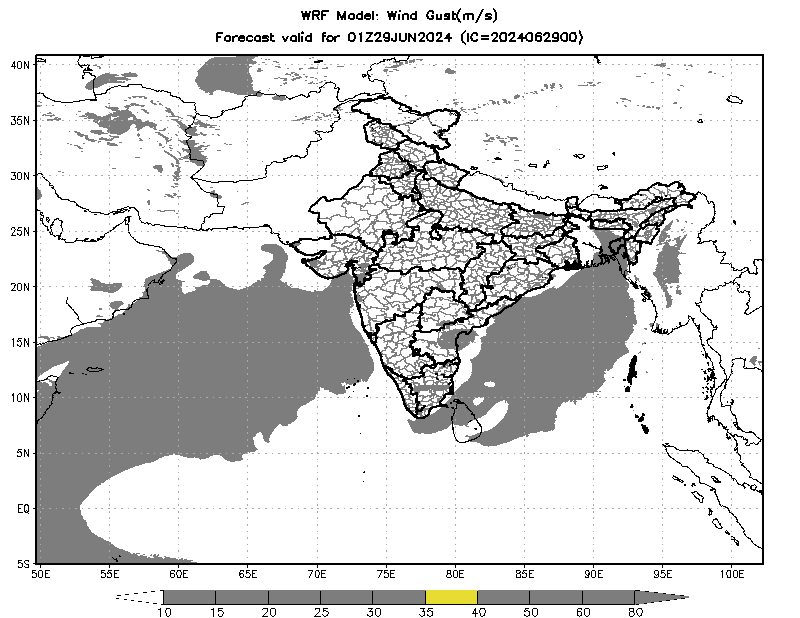 WRF Model: Wind Gust(m/s)
Forecast valid for 01Z29JUN2024 (IC=2024062900)
40N
35N
30N
25N
20N
15N
10N
5N
EQ
5S
50E 55E 60E 65E 70E 75E 80E 85E 90E 95E 100E
10 15 20 25 30 35 40 50 60 80